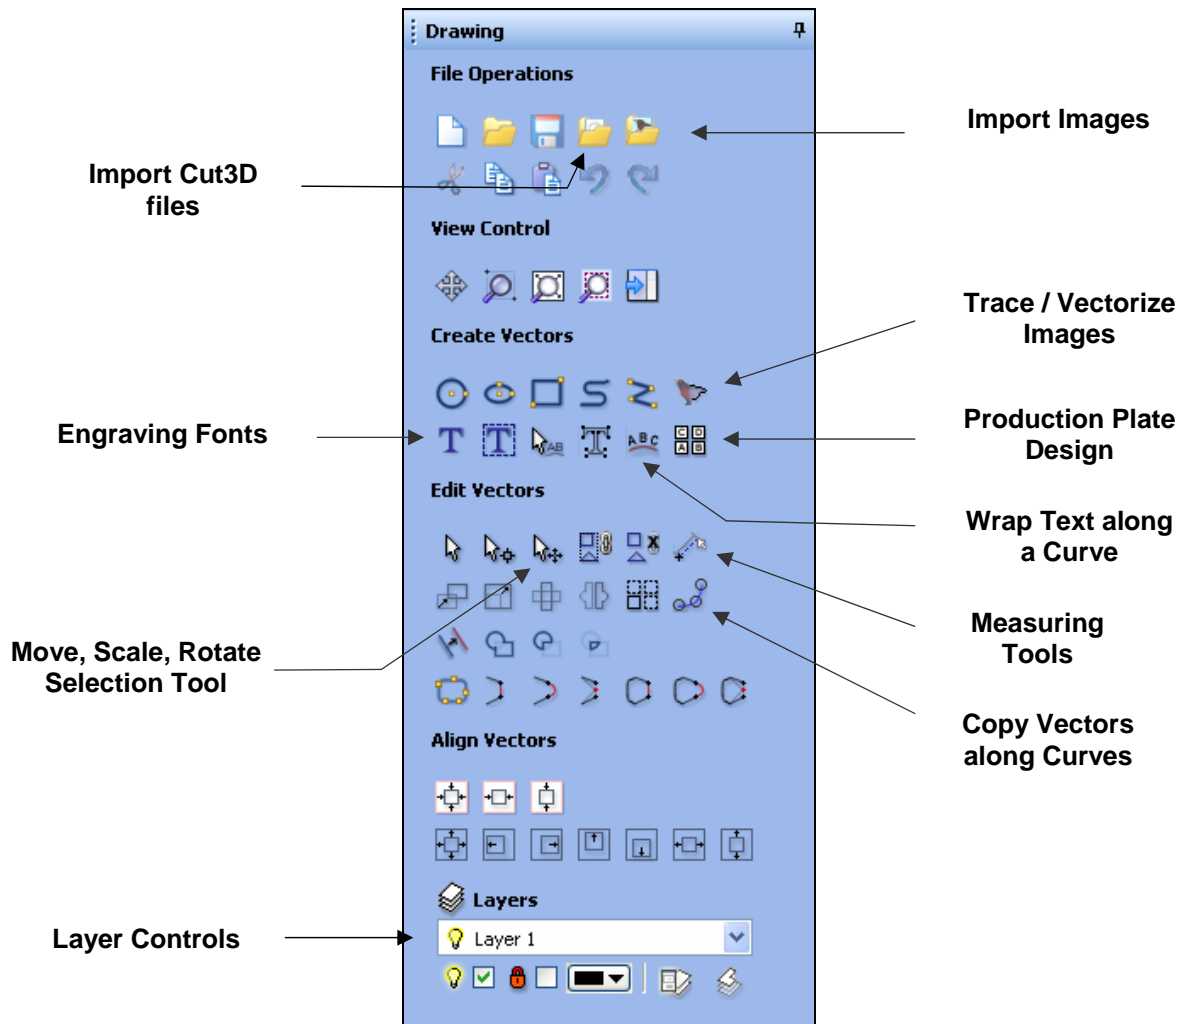 Drawing
File Operations
Import Images
Import Cut3D
files
View Control
Trace / Vectorize
Images
Create Vectors
Engraving Fonts
T T AB T A B C C D
A B
Production Plate
Design
Edit Vectors
Wrap Text along
a Curve
Measuring
Tools
Move, Scale, Rotate
Selection Tool
Copy Vectors
along Curves
Align Vectors
Layers
Layer Controls
Layer 1